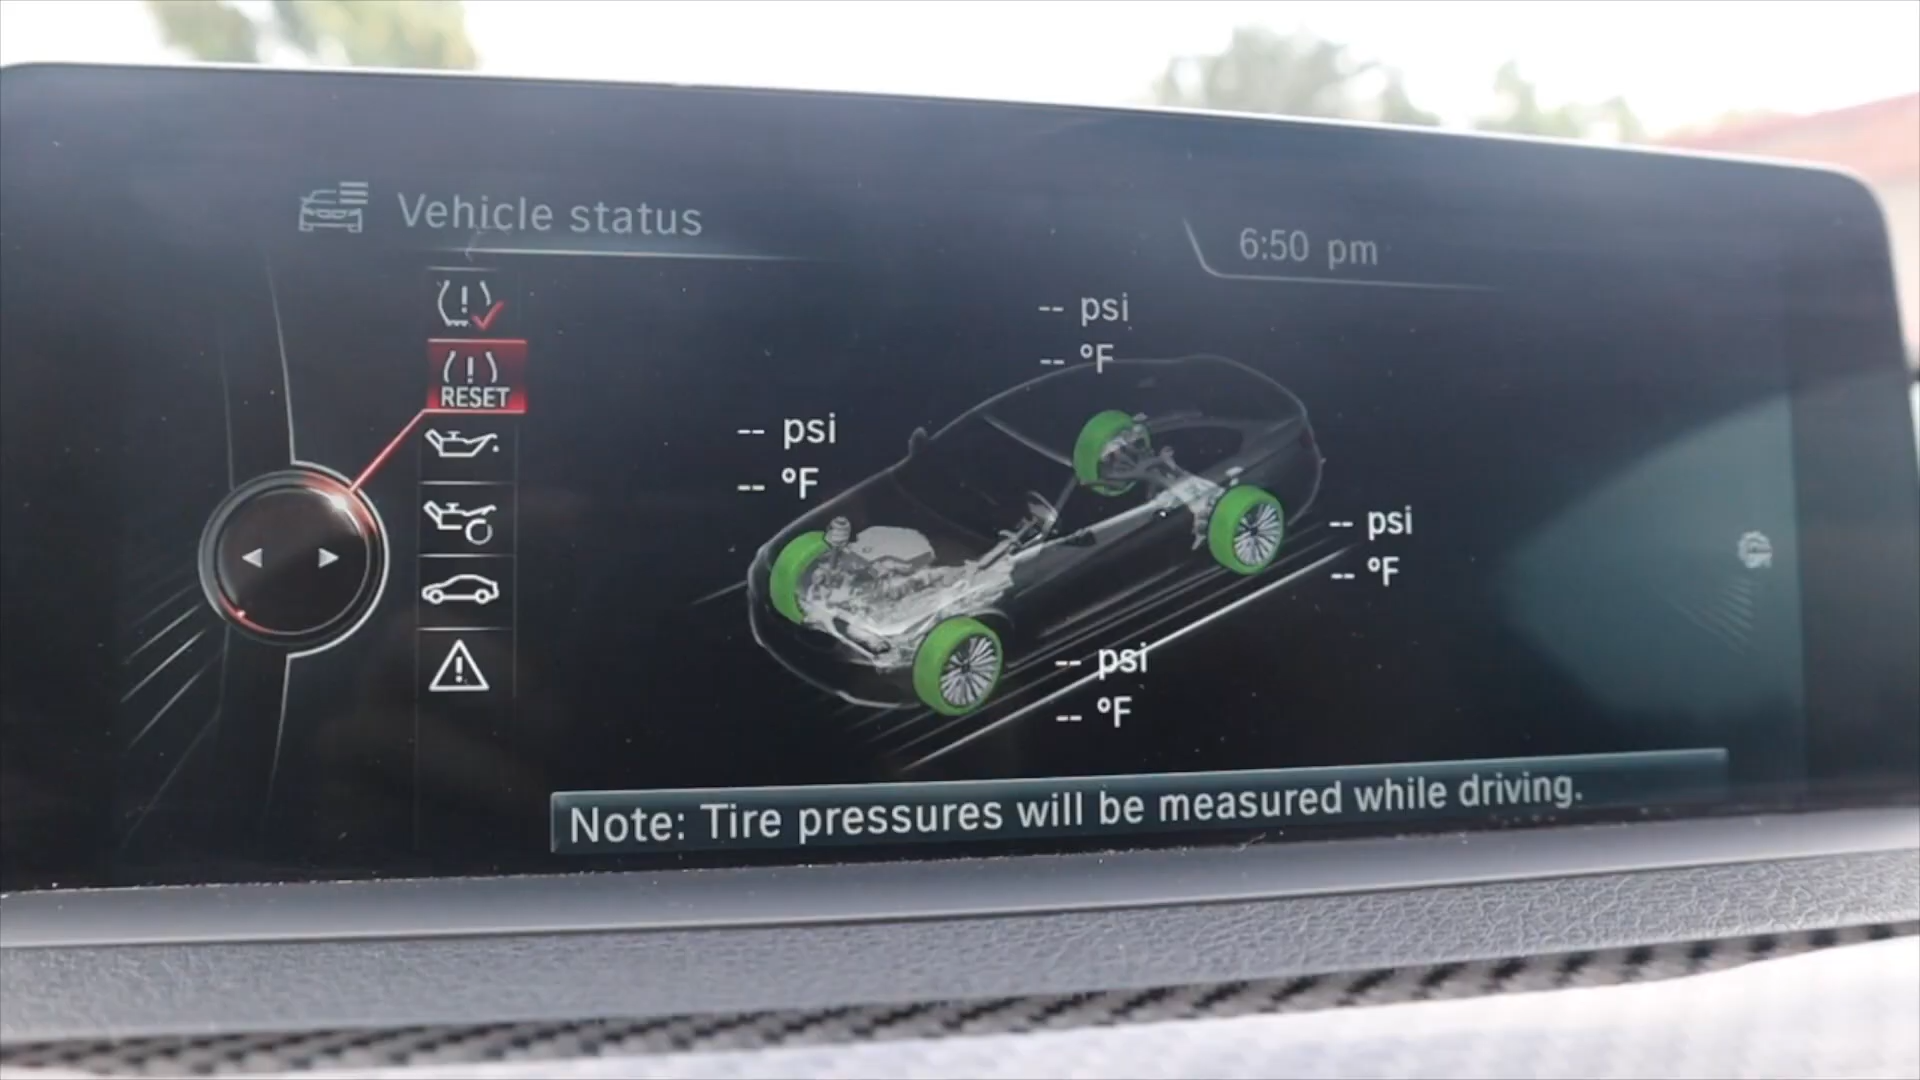 Vehicle status
6:50 pm
-- psi
-- °F
RESET
-- psi
-- °F
-- psi
-- °F
-- psi
-- °F
Note: Tire pressures will be measured while driving.